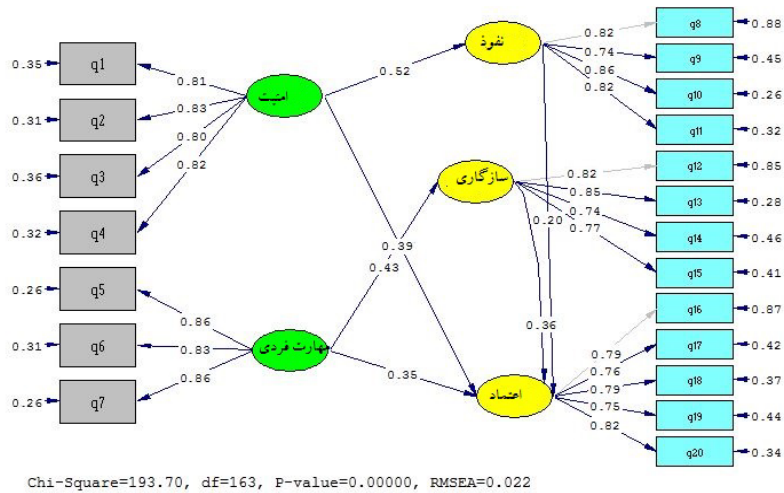 0.35 q1
0.31 q2
0.36 q3
0.32 q4
0.26 q5
0.31 q6
0.26 q7
0.81
0.83
0.80
0.82
0.86
0.83
0.86
امنیت
مهارت فردی
0.52
0.39
0.43
0.35
نفوذ
سازگاری
اعتماد
0.20
0.36
0.82
0.74
0.86
0.82
0.82
0.85
0.74
0.77
0.79
0.76
0.79
0.75
0.82
q8 0.88
q9 0.45
q10 0.26
q11 0.32
q12 0.85
q13 0.28
q14 0.46
q15 0.41
q16 0.87
q17 0.42
q18 0.37
q19 0.44
q20 0.34
Chi-Square=193.70, df=163, P-value=0.00000, RMSEA=0.022